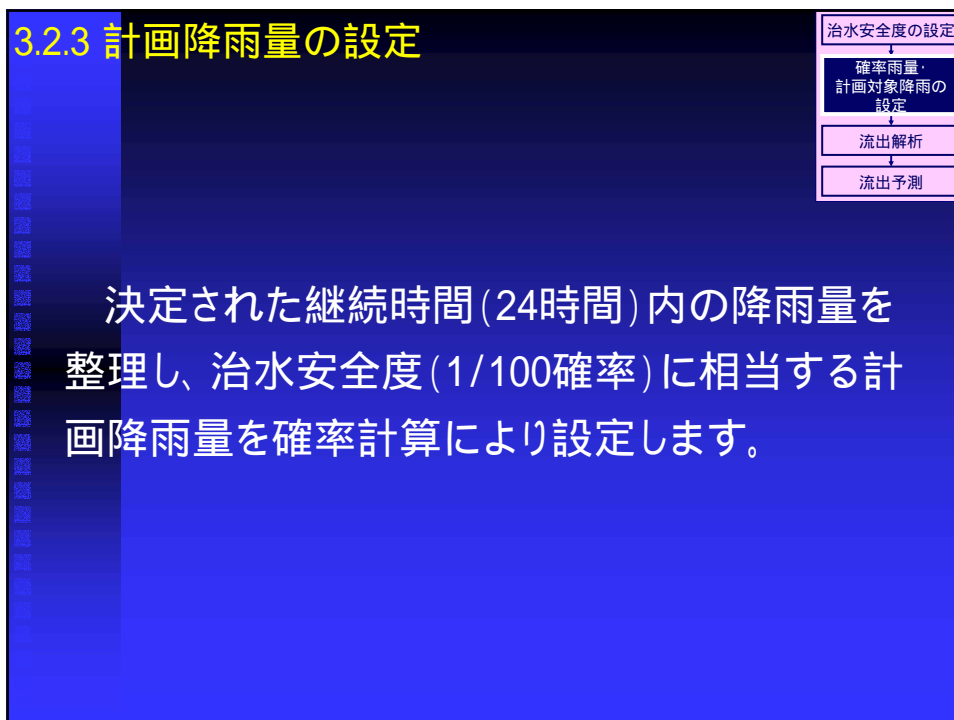 3.2.3 計画降雨量の設定
治水安全度の設定
確率雨量・
計画対象降雨の
設定
流出解析
流出予測
決定された継続時間(24時間)内の降雨量を
整理し、治水安全度(1/100確率)に相当する計
画降雨量を確率計算により設定します。